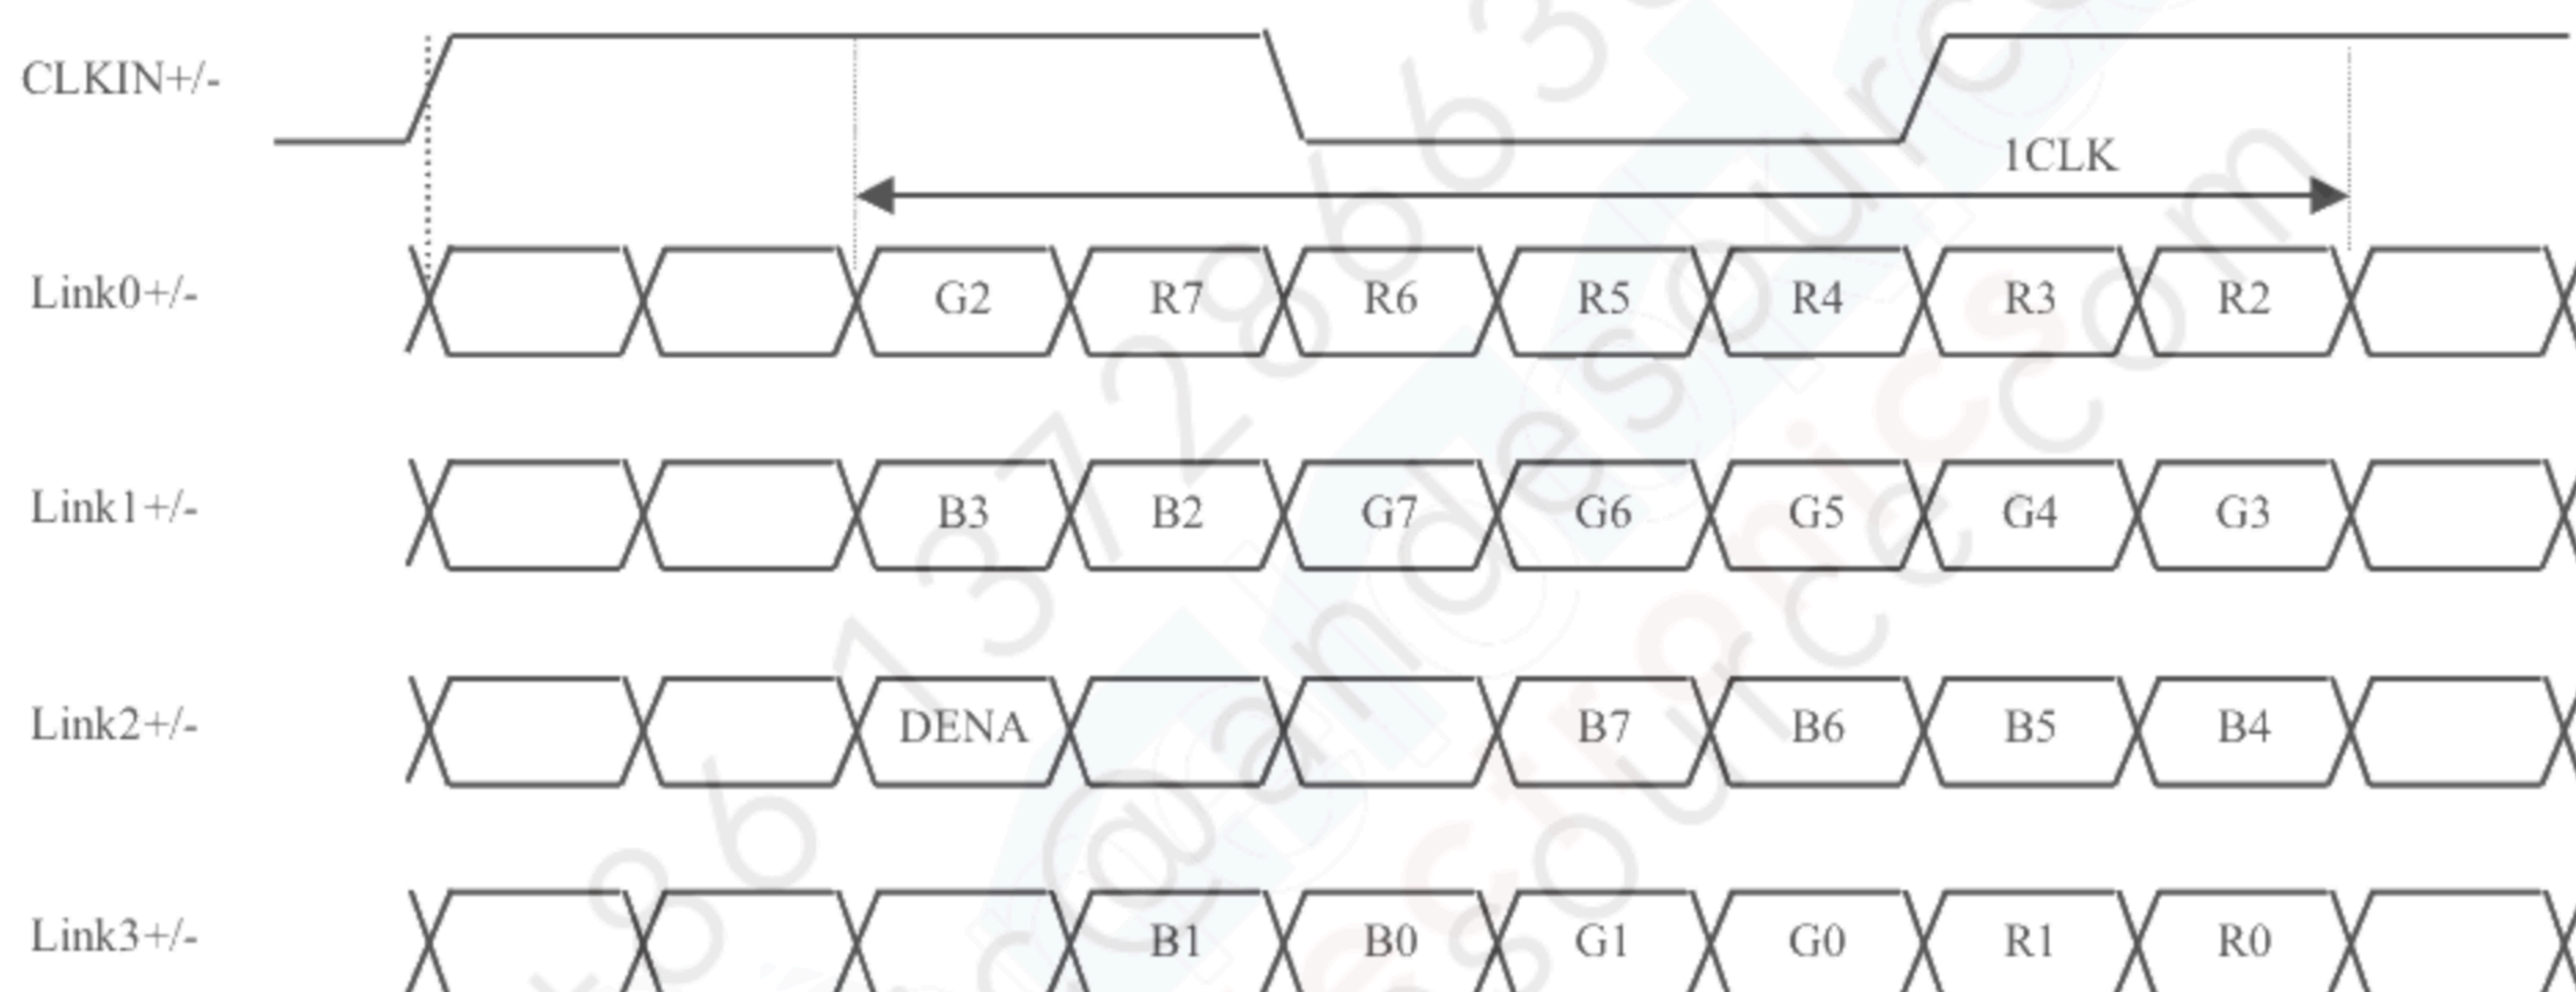 CLKIN+/-
1CLK
Link0+/- G2 R7 R6 R5 R4 R3 R2
Link1+/- B3 B2 G7 G6 G5 G4 G3
Link2+/- DENA B7 B6 B5 B4
Link3+/- B1 B0 G1 G0 R1 R0